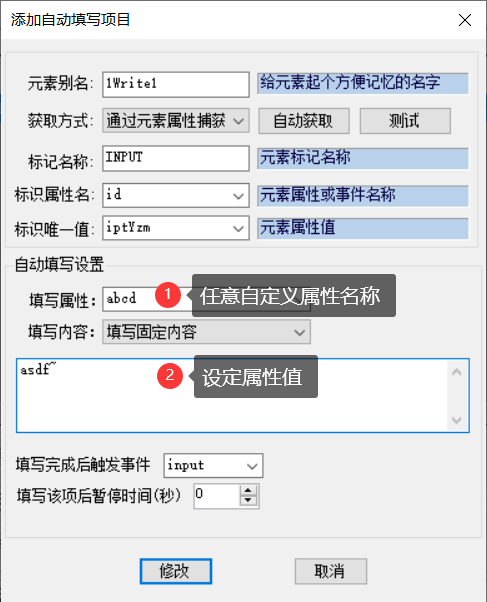 添加自动填写项目
元素别名: 1Write1 给元素起个方便记忆的名字
获取方式: 通过元素属性捕获 自动获取 测试
标记名称: INPUT 元素标记名称
标识属性名: id 元素属性或事件名称
标识唯一值: iptYzm 元素属性值
自动填写设置
填写属性: abcd 1 任意自定义属性名称
填写内容: 填写固定内容
asdf~ 2 设定属性值
填写完成后触发事件 input
填写该项后暂停时间(秒) 0
修改 取消